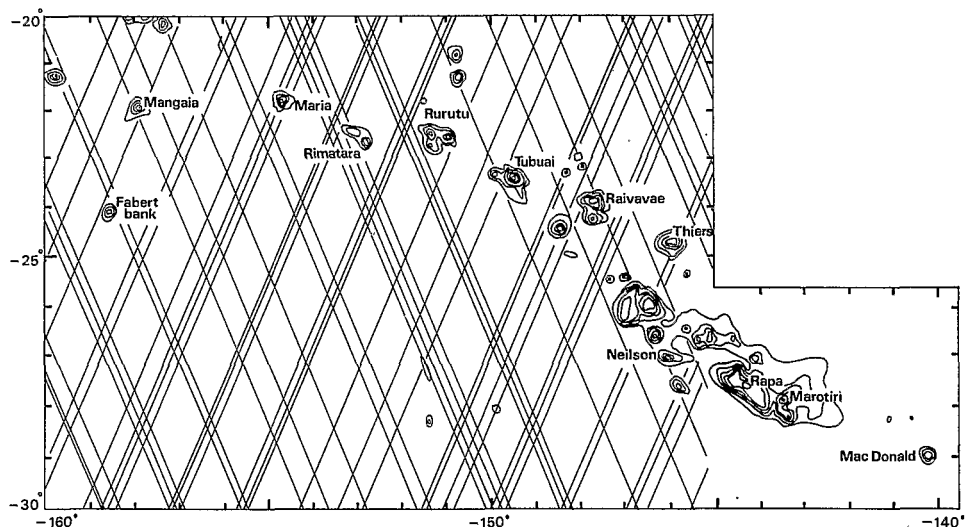 −20°
Mangaia
Maria
Rimatara
Rurutu
Tubuai
Raivavae
Fabert
bank
Thiers
−25°
Neilson
Rapa
Marotiri
Mac Donald
−30°
−160°
−150°
−140°